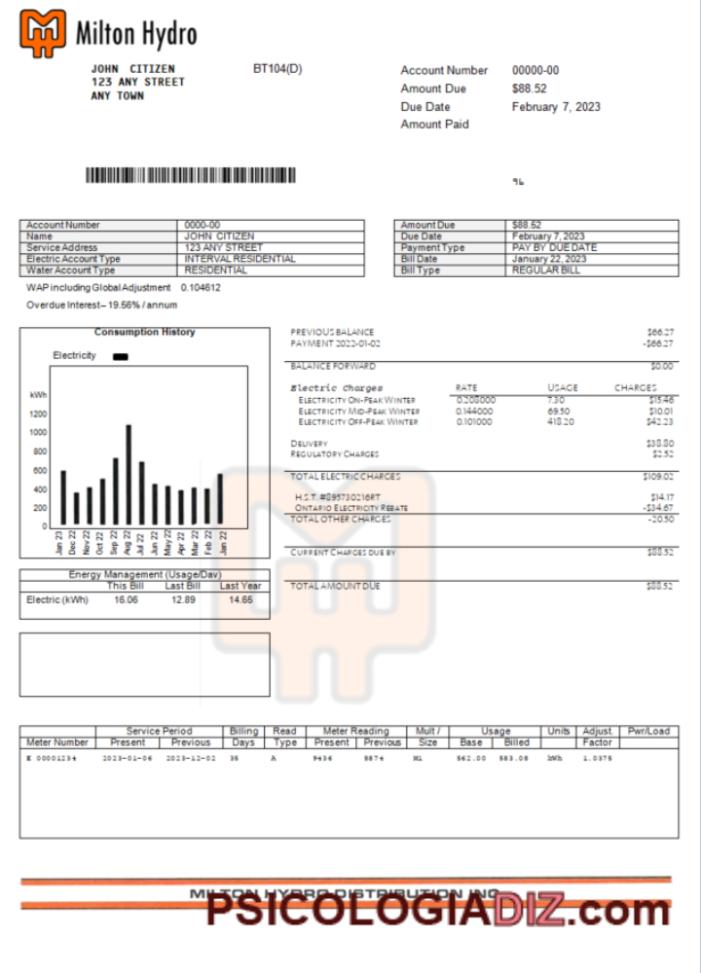 Milton Hydro
JOHN CITIZEN
123 ANY STREET
ANY TOWN
BT104(D)
Account Number 00000-00
Amount Due $88.52
Due Date February 7, 2023
Amount Paid
96
Account Number 0000-00
Name JOHN CITIZEN
Service Address 123 ANY STREET
Electric Account Type INTERVAL RESIDENTIAL
Water Account Type RESIDENTIAL
Amount Due $88.52
Due Date February 7, 2023
Payment Type PAY BY DUE DATE
Bill Date January 22, 2023
Bill Type REGULAR BILL
WAP including Global Adjustment 0.104612
Overdue Interest– 19.56% / annum
Consumption History
Electricity
kWh
1200
1000
800
600
400
200
0
Jan 23 Dec 22 Nov 22 Oct 22 Sep 22 Aug 22 Jul 22 Jun 22 May 22 Apr 22 Mar 22 Feb 22 Jan 22
PREVIOUS BALANCE $66.27
PAYMENT 2022-01-02 -$66.27
BALANCE FORWARD $0.00
Electric Charges RATE USAGE CHARGES
ELECTRICITY ON-PEAK WINTER 0.208000 7.30 $15.46
ELECTRICITY MID-PEAK WINTER 0.144000 69.50 $10.01
ELECTRICITY OFF-PEAK WINTER 0.101000 418.20 $42.23
DELIVERY $38.80
REGULATORY CHARGES $2.52
TOTAL ELECTRIC CHARGES $109.02
H.S.T. #895730216RT $14.17
ONTARIO ELECTRICITY REBATE -$34.67
TOTAL OTHER CHARGES -20.50
CURRENT CHARGES DUE BY $88.52
TOTAL AMOUNT DUE $88.52
Energy Management (Usage/Day)
This Bill Last Bill Last Year
Electric (kWh) 16.06 12.89 14.65
Service Period Billing Read Meter Reading Mult / Usage Units Adjust. Pwr/Load
Meter Number Present Previous Days Type Present Previous Size Base Billed Factor
E 00001234 2023-01-06 2023-12-02 35 A 9436 8874 M1 562.00 583.08 kWh 1.0375
MILTON HYDRO DISTRIBUTION INC
PSICOLOGIADIZ.com